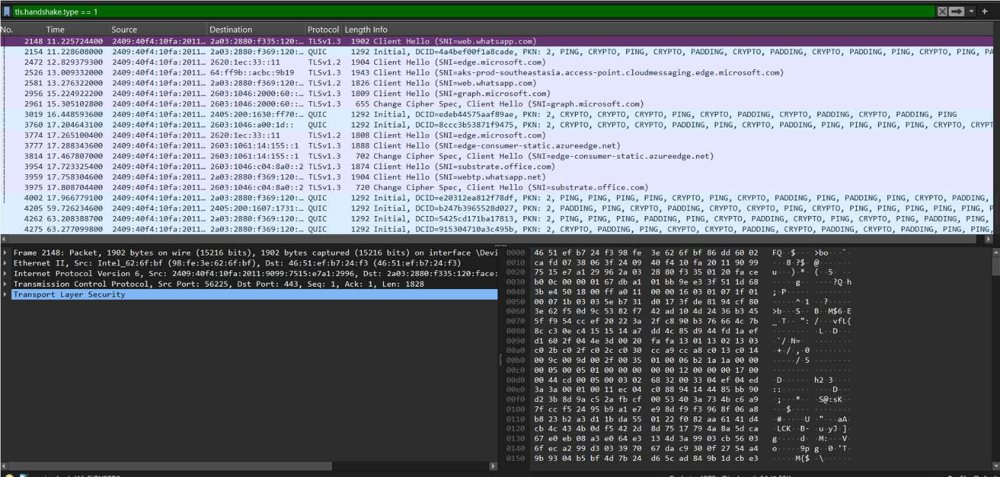 tls.handshake.type == 1
No. Time Source Destination Protocol Length Info
2148 11.225724400 2409:40f4:10fa:2011… 2a03:2880:f335:120:… TLSv1.3 1902 Client Hello (SNI=web.whatsapp.com)
2154 11.228608000 2409:40f4:10fa:2011… 2a03:2880:f335:120:… QUIC 1292 Initial, DCID=4a4bef00f1a8cade, PKN: 2, PING, CRYPTO, PING, CRYPTO, PADDING, CRYPTO, PADDING, CRYPTO, PADDING, CRYPTO, PING, PA
2472 12.829379300 2409:40f4:10fa:2011… 2620:1ec:33::11 TLSv1.2 1904 Client Hello (SNI=edge.microsoft.com)
2526 13.009332000 2409:40f4:10fa:2011… 64:ff9b::acbc:9b19 TLSv1.3 1943 Client Hello (SNI=aks-prod-southeastasia.access-point.cloudmessaging.edge.microsoft.com)
2581 13.276322000 2409:40f4:10fa:2011… 2a03:2880:f369:120:… TLSv1.2 1826 Client Hello (SNI=web.whatsapp.com)
2956 15.224922200 2409:40f4:10fa:2011… 2603:1046:2000:60::… TLSv1.3 1809 Client Hello (SNI=graph.microsoft.com)
2961 15.305102800 2409:40f4:10fa:2011… 2603:1046:2000:60::… TLSv1.3 655 Change Cipher Spec, Client Hello (SNI=graph.microsoft.com)
3019 16.448593600 2409:40f4:10fa:2011… 2405:200:1630:ff70:… QUIC 1292 Initial, DCID=edeb44575aaf89ae, PKN: 2, CRYPTO, CRYPTO, CRYPTO, PING, CRYPTO, PADDING, CRYPTO, PADDING, CRYPTO, PADDING, PING
3760 17.204643100 2409:40f4:10fa:2011… 2603:1046:a00:1d:: QUIC 1292 Initial, DCID=8ccc3b53871f9475, PKN: 2, CRYPTO, CRYPTO, CRYPTO, PADDING, PING, CRYPTO, PADDING, PING, PING, PING, PING, CRYPTO, CRYPT
3774 17.265100400 2409:40f4:10fa:2011… 2620:1ec:33::11 TLSv1.2 1808 Client Hello (SNI=edge.microsoft.com)
3777 17.288343600 2409:40f4:10fa:2011… 2603:1061:14:155::1 TLSv1.3 1888 Client Hello (SNI=edge-consumer-static.azureedge.net)
3814 17.467807000 2409:40f4:10fa:2011… 2603:1061:14:155::1 TLSv1.3 702 Change Cipher Spec, Client Hello (SNI=edge-consumer-static.azureedge.net)
3954 17.723325400 2409:40f4:10fa:2011… 2603:1046:c04:8a0::2 TLSv1.3 1874 Client Hello (SNI=substrate.office.com)
3959 17.758304600 2409:40f4:10fa:2011… 2a03:2880:f369:120:… TLSv1.3 1904 Client Hello (SNI=webtp.whatsapp.net)
3975 17.808704400 2409:40f4:10fa:2011… 2603:1046:c04:8a0::2 TLSv1.3 720 Change Cipher Spec, Client Hello (SNI=substrate.office.com)
4002 17.966779100 2409:40f4:10fa:2011… 2a03:2880:f369:120:… QUIC 1292 Initial, DCID=e20312ea812f78df, PKN: 2, PING, PING, PING, PING, CRYPTO, PING, CRYPTO, PADDING, PING, PADDING, PING, CRYPTO, PADDING,
4205 59.726234600 2409:40f4:10fa:2011… 2405:200:1607:1731:… QUIC 1292 Initial, DCID=b247b3965528d027, PKN: 2, PADDING, PING, CRYPTO, PADDING, CRYPTO, CRYPTO, PING, CRYPTO, PING, PING, PING, PING, P
4262 63.208388700 2409:40f4:10fa:2011… 2a03:2880:f369:120:… QUIC 1292 Initial, DCID=5425cd171ba17813, PKN: 2, PING, PING, PING, PADDING, PING, CRYPTO, PADDING, CRYPTO, PING, CRYPTO, PING, PADDING, PING,
4275 63.277099800 2409:40f4:10fa:2011… 2a03:2880:f369:120:… QUIC 1292 Initial, DCID=915304710a3c495b, PKN: 2, CRYPTO, PADDING, PING, CRYPTO, PADDING, CRYPTO, PADDING, CRYPTO, PADDING, PING, PING,
Frame 2148: Packet, 1902 bytes on wire (15216 bits), 1902 bytes captured (15216 bits) on interface \Devi
Ethernet II, Src: Intel_62:6f:bf (98:fe:3e:62:6f:bf), Dst: 46:51:ef:b7:24:f3 (46:51:ef:b7:24:f3)
Internet Protocol Version 6, Src: 2409:40f4:10fa:2011:9099:7515:e7a1:2996, Dst: 2a03:2880:f335:120:face:
Transmission Control Protocol, Src Port: 56225, Dst Port: 443, Seq: 1, Ack: 1, Len: 1828
Transport Layer Security
0000 46 51 ef b7 24 f3 98 fe 3e 62 6f bf 86 dd 60 02 FQ··$··· >bo···`·
0010 ca fd 07 38 06 3f 24 09 40 f4 10 fa 20 11 90 99 ···8·?$· @··· ···
0020 75 15 e7 a1 29 96 2a 03 28 80 f3 35 01 20 fa ce u···)·*· (··5· ··
0030 b0 0c 00 00 01 67 db a1 01 bb 9e e3 3f 51 1d 68 ·····g·· ····?Q·h
0040 3b e4 50 18 00 ff a0 11 00 00 16 03 01 07 1f 01 ;·P····· ········
0050 00 07 1b 03 03 5e b7 31 d0 17 3f de 81 94 cf 80 ·····^·1 ··?·····
0060 3e 62 f5 0d 9c 53 82 f7 42 ad 10 4d 24 36 b3 45 >b···S·· B··M$6·E
0070 5f f9 54 cc ef 20 22 3a 2f c8 90 b3 76 66 4c 7b _·T·· ": /···vfL{
0080 8c c3 0e c4 15 15 14 a7 dd 4c 85 d9 44 fd 1a ef ········ ·L··D···
0090 d1 60 2f 04 4e 3d 00 20 fa fa 13 01 13 02 13 03 ·`/·N=·  ········
00a0 c0 2b c0 2f c0 2c c0 30 cc a9 cc a8 c0 13 c0 14 ·+·/·,·0 ········
00b0 00 9c 00 9d 00 2f 00 35 01 00 06 b2 1a 1a 00 00 ·····/·5 ········
00c0 00 05 00 05 01 00 00 00 00 00 12 00 00 00 17 00 ········ ········
00d0 00 44 cd 00 05 00 03 02 68 32 00 33 04 ef 04 ed ·D······ h2·3····
00e0 3a 3a 00 01 00 11 ec 04 c0 88 94 14 44 85 bb 90 ::······ ····D···
00f0 d2 3b 8d 9a c5 2a fb cf 00 53 40 3a 73 4b c6 a9 ·;···*·· ·S@:sK··
0100 7f cc f5 24 95 b9 a1 e7 e9 8d f9 f3 96 8f 06 a8 ···$···· ········
0110 b8 23 b2 a3 d1 1b da 55 01 22 f0 82 aa 61 41 d4 ·#·····U ·"···aA·
0120 cb 4c 43 4b 0d f5 42 2d 8d 75 17 79 4a 8a 5d ca ·LCK··B- ·u·yJ·]·
0130 67 e0 eb 08 a3 e0 64 e3 13 4d 3a 99 03 cb 56 03 g·····d· ·M:···V·
0140 6f ec a2 99 d3 03 39 70 67 da c9 30 0f 27 54 a4 o·····9p g··0·'T·
0150 9b 93 04 b5 bf 4d 7b 24 d6 5c ad 84 9b 1d cb e3 ·····M{$ ·\······